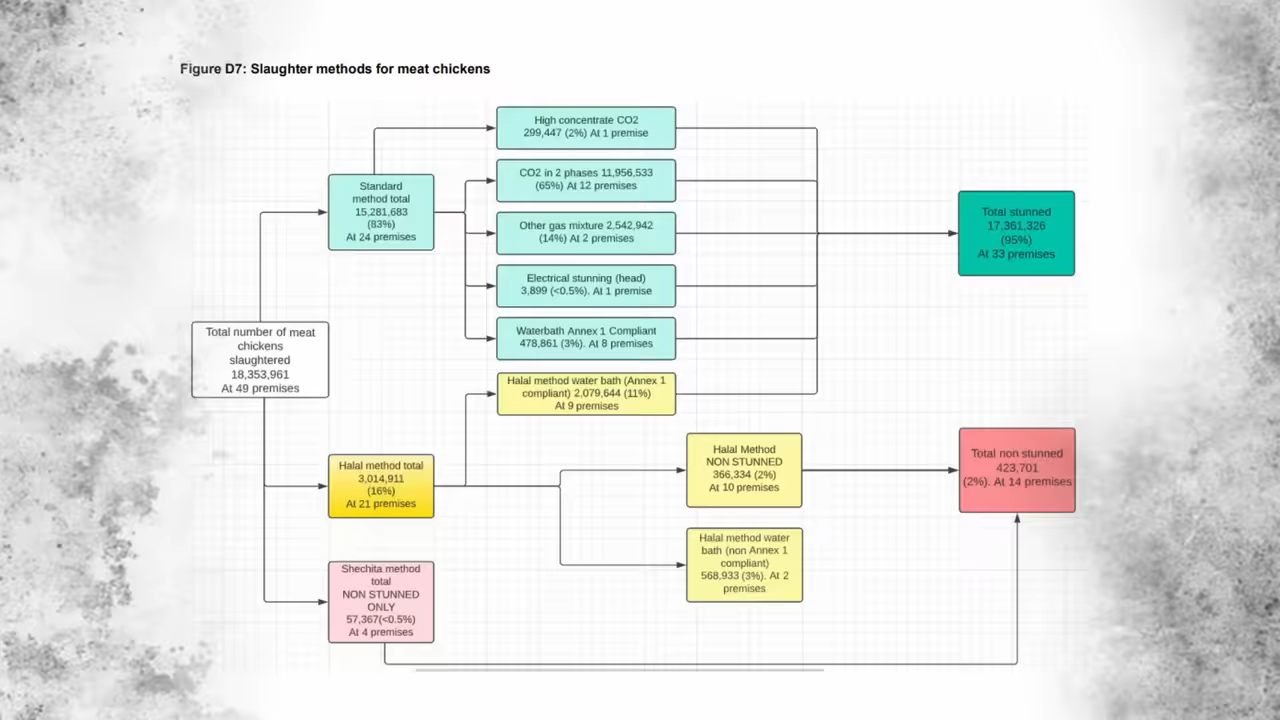 Figure D7: Slaughter methods for meat chickens
High concentrate CO2
299,447 (2%) At 1 premise
CO2 in 2 phases 11,956,533
(65%) At 12 premises
Standard
method total
15,281,683
(83%)
At 24 premises
Other gas mixture 2,542,942
(14%) At 2 premises
Total stunned
17,361,326
(95%)
At 33 premises
Electrical stunning (head)
3,899 (<0.5%). At 1 premise
Waterbath Annex 1 Compliant
478,861 (3%). At 8 premises
Total number of meat
chickens
slaughtered
18,353,961
At 49 premises
Halal method water bath (Annex 1
compliant) 2,079,644 (11%)
At 9 premises
Halal method total
3,014,911
(16%)
At 21 premises
Halal Method
NON STUNNED
366,334 (2%)
At 10 premises
Total non stunned
423,701
(2%). At 14 premises
Halal method water
bath (non Annex 1
compliant)
568,933 (3%). At 2
premises
Shechita method
total
NON STUNNED
ONLY
57,367(<0.5%)
At 4 premises